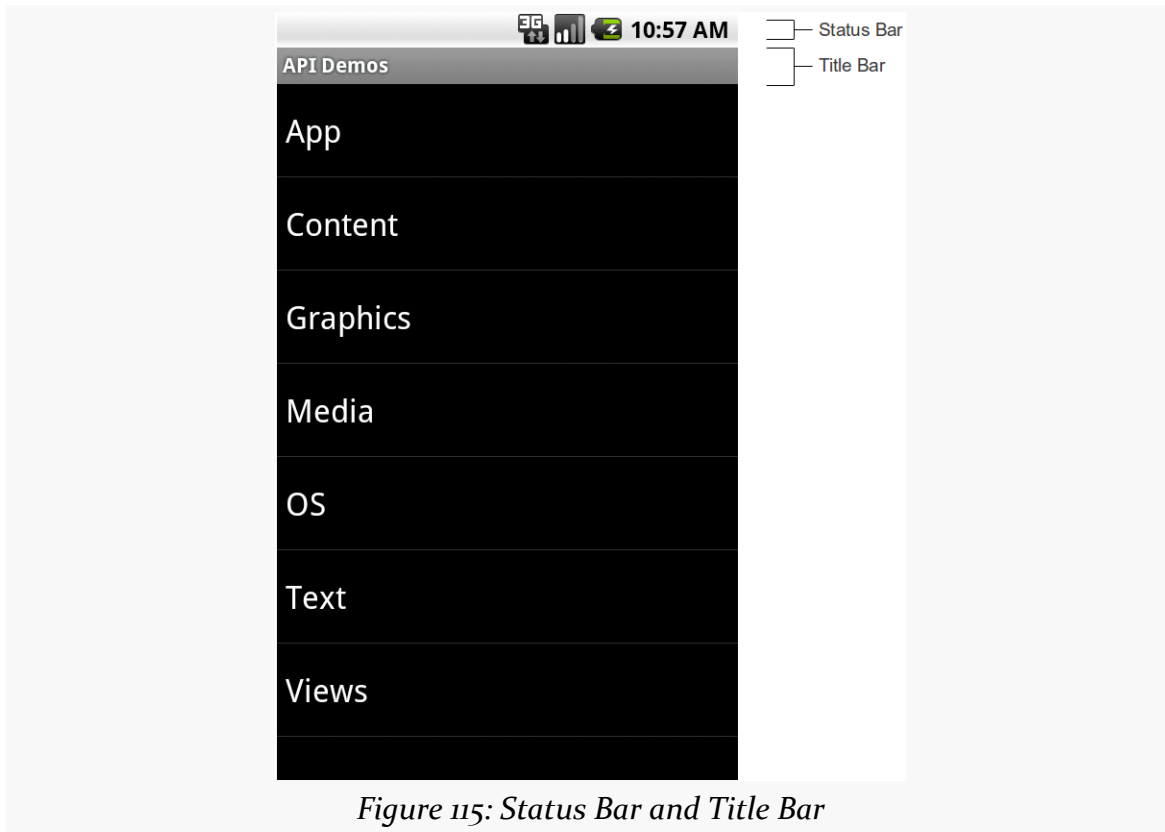 3G 10:57 AM
Status Bar
API Demos
Title Bar
App
Content
Graphics
Media
OS
Text
Views
Figure 115: Status Bar and Title Bar